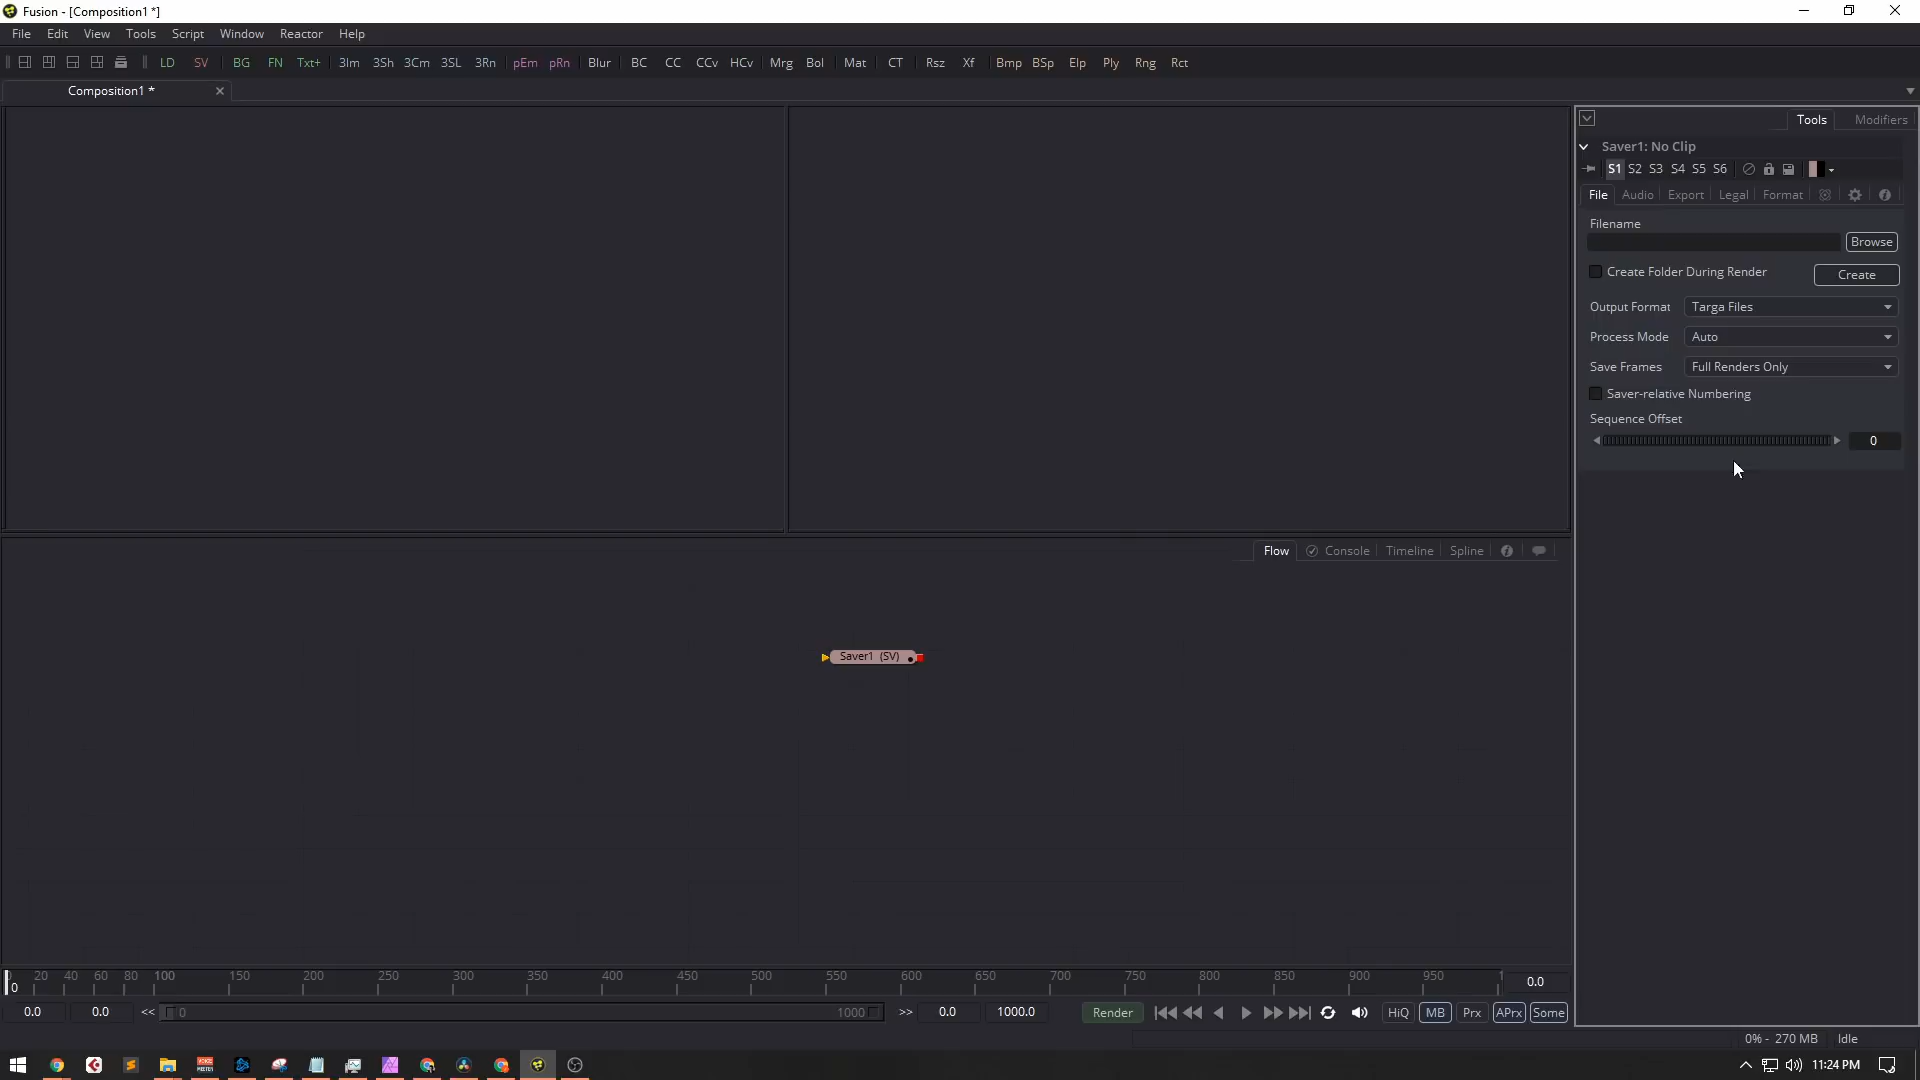 Fusion - [Composition1 *]
File Edit View Tools Script Window Reactor Help
LD SV BG FN Txt+ 3Im 3Sh 3Cm 3SL 3Rn pEm pRn Blur BC CC CCv HCv Mrg Bol Mat CT Rsz Xf Bmp BSp Elp Ply Rng Rct
Composition1 *
Tools Modifiers
Saver1: No Clip
S1 S2 S3 S4 S5 S6
File Audio Export Legal Format
Filename
Browse
Create Folder During Render Create
Output Format Targa Files
Process Mode Auto
Save Frames Full Renders Only
Saver-relative Numbering
Sequence Offset
0
Flow Console Timeline Spline
Saver1 (SV)
0 20 40 60 80 100 150 200 250 300 350 400 450 500 550 600 650 700 750 800 850 900 950 1 0.0
0.0 0.0 << 0 1000 >> 0.0 1000.0 Render HiQ MB Prx APrx Some
0% - 270 MB Idle
11:24 PM